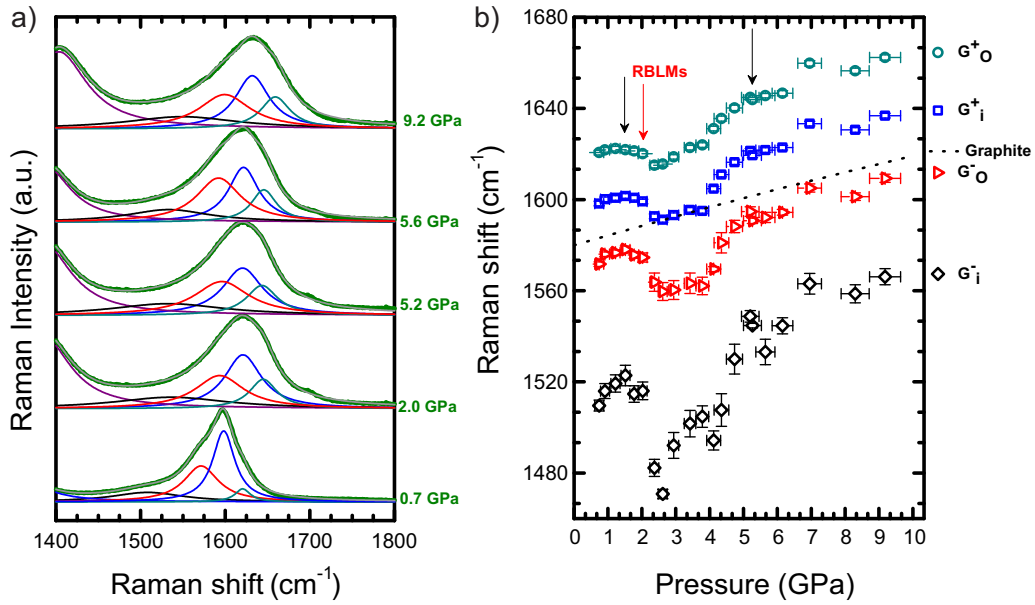 a)
Raman Intensity (a.u.)
9.2 GPa
5.6 GPa
5.2 GPa
2.0 GPa
0.7 GPa
1400 1500 1600 1700 1800
Raman shift (cm⁻¹)
b)
Raman shift (cm⁻¹)
1680
1640
1600
1560
1520
1480
RBLMs
G⁺O
G⁺i
Graphite
G⁻O
G⁻i
0 1 2 3 4 5 6 7 8 9 10
Pressure (GPa)